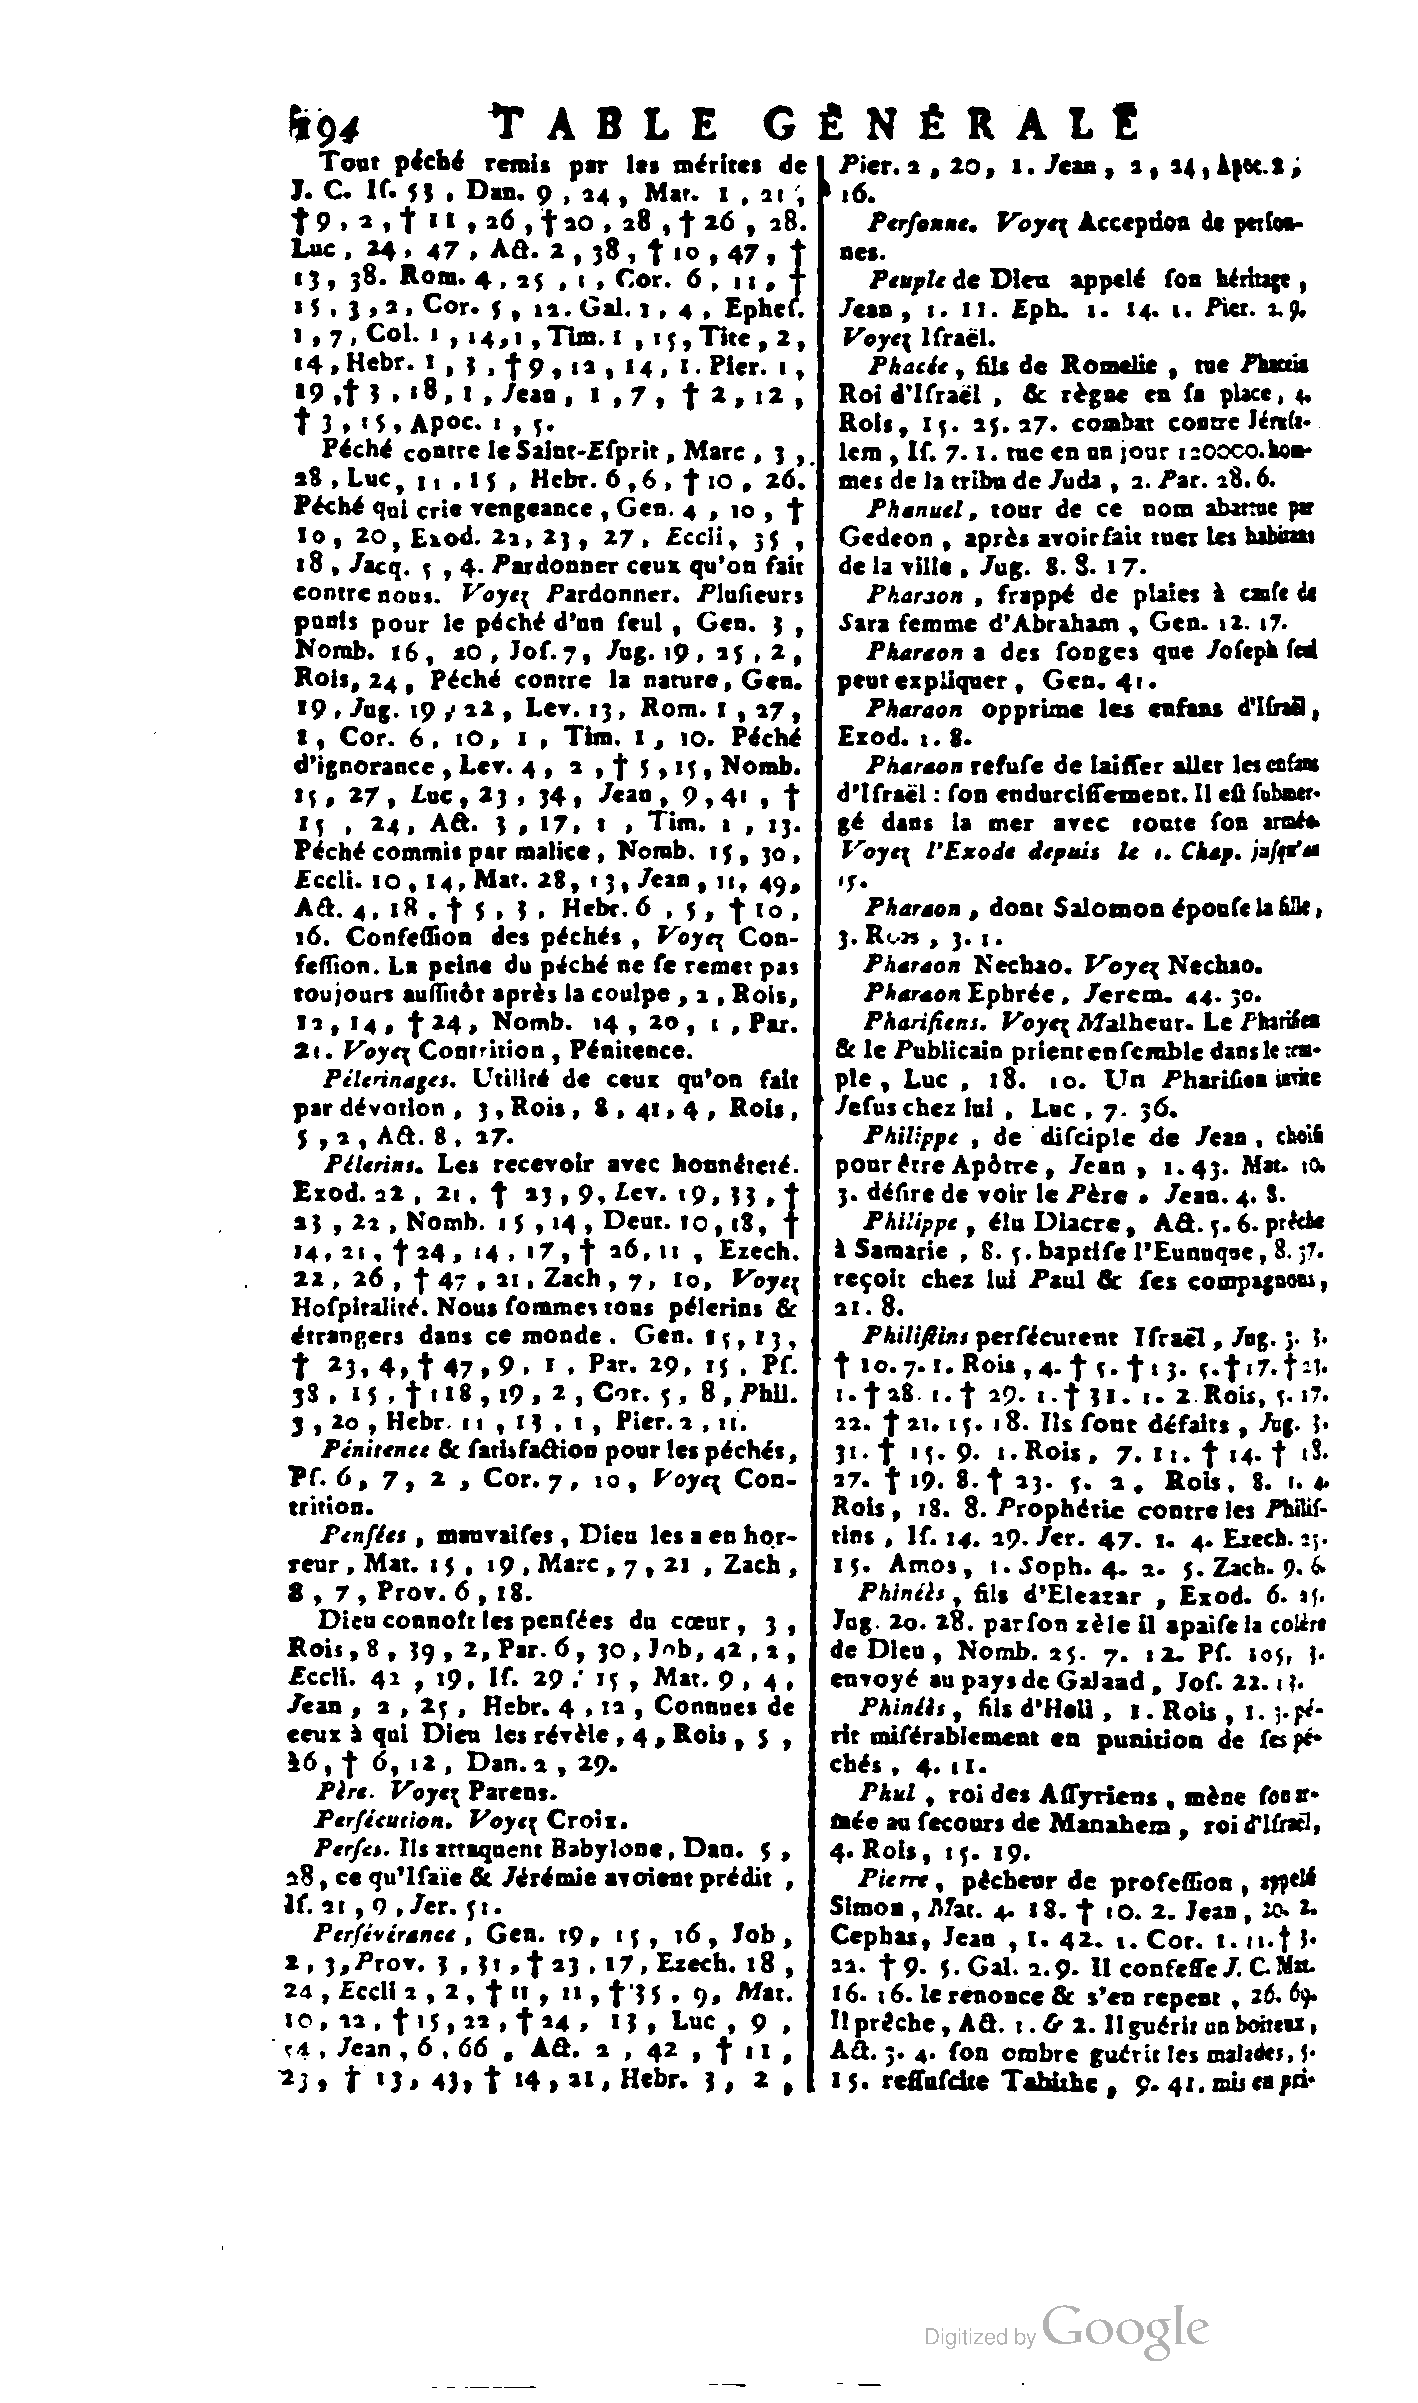 194 TABLE GÉNÉRALE
Tout péché remis par les mérites de
J. C. Iſ. 53, Dan. 9, 24, Mar. 1, 21,
† 9, 2, † 11, 26, † 20, 28, † 26, 28.
Luc, 24, 47, Act. 2, 38, † 10, 47, †
13, 38. Rom. 4, 25, 1, Cor. 6, 11, †
15, 3, 2, Cor. 5, 12. Gal. 1, 4, Epheſ.
1, 7, Col. 1, 14, 1, Tim. 1, 15, Tite, 2,
14, Hebr. 1, 3, † 9, 12, 14, 1. Pier. 1,
19, † 3, 18, 1, Jean, 1, 7, † 2, 12,
† 3, 15, Apoc. 1, 5.
Péché contre le Saint-Eſprit, Marc, 3,
28, Luc, 11, 15, Hebr. 6, 6, † 10, 26.
Péché qui crie vengeance, Gen. 4, 10, †
10, 20, Exod. 22, 23, 27, Eccli, 35,
18, Jacq. 5, 4. Pardonner ceux qu'on fait
contre nous. Voyez Pardonner. Pluſieurs
punis pour le péché d'un ſeul, Gen. 3,
Nomb. 16, 20, Joſ. 7, Jug. 19, 25, 2,
Rois, 24, Péché contre la nature, Gen.
19, Jug. 19, 22, Lev. 13, Rom. 1, 27,
1, Cor. 6, 10, 1, Tim. 1, 10. Péché
d'ignorance, Lev. 4, 2, † 5, 15, Nomb.
15, 27, Luc, 23, 34, Jean, 9, 41, †
15, 24, Act. 3, 17, 1, Tim. 1, 13.
Péché commis par malice, Nomb. 15, 30,
Eccli. 10, 14, Mat. 28, 13, Jean, 11, 49,
Act. 4, 18, † 5, 3, Hebr. 6, 5, † 10,
16. Confeſſion des péchés, Voyez Con-
feſſion. La peine du péché ne ſe remet pas
toujours auſſitôt après la coulpe, 2, Rois,
12, 14, † 24, Nomb. 14, 20, 1, Par.
21. Voyez Contrition, Pénitence.
Pélerinages. Utilité de ceux qu'on fait
par dévotion, 3, Rois, 8, 41, 4, Rois,
5, 2, Act. 8, 27.
Pélerins. Les recevoir avec honnêteté.
Exod. 22, 21, † 23, 9, Lev. 19, 33, †
23, 22, Nomb. 15, 14, Deut. 10, 18, †
14, 21, † 24, 14, 17, † 26, 11, Ezech.
22, 26, † 47, 21, Zach, 7, 10, Voyez
Hoſpitalité. Nous ſommes tous pélerins &
étrangers dans ce monde. Gen. 15, 13,
† 23, 4, † 47, 9, 1, Par. 29, 15, Pſ.
38, 15, † 118, 19, 2, Cor. 5, 8, Phil.
3, 20, Hebr. 11, 13, 1, Pier. 2, 11.
Pénitence & ſatisfaction pour les péchés,
Pſ. 6, 7, 2, Cor. 7, 10, Voyez Con-
trition.
Penſées, mauvaiſes, Dieu les a en hor-
reur, Mat. 15, 19, Marc, 7, 21, Zach,
8, 7, Prov. 6, 18.
Dieu connoît les penſées du cœur, 3,
Rois, 8, 39, 2, Par. 6, 30, Job, 42, 2,
Eccli. 42, 19, Iſ. 29, 15, Mat. 9, 4,
Jean, 2, 25, Hebr. 4, 12, Connues de
ceux à qui Dieu les révèle, 4, Rois, 5,
26, † 6, 12, Dan. 2, 29.
Père. Voyez Parens.
Perſécution. Voyez Croix.
Perſes. Ils attaquent Babylone, Dan. 5,
28, ce qu'Iſaïe & Jérémie avoient prédit,
Iſ. 21, 9, Jer. 51.
Perſévérance, Gen. 19, 15, 16, Job,
2, 3, Prov. 3, 31, † 23, 17, Ezech. 18,
24, Eccli 2, 2, † 11, 11, † 35, 9, Mat.
10, 22, † 15, 22, † 24, 13, Luc, 9,
54, Jean, 6, 66, Act. 2, 42, † 11,
23, † 13, 43, † 14, 21, Hebr. 3, 2,
Pier. 2, 20, 1. Jean, 2, 24, Apoc. 2,
16.
Perſonne. Voyez Acception de perſon-
nes.
Peuple de Dieu appelé ſon héritage,
Jean, 1. 11. Eph. 1. 14. 1. Pier. 2. 9.
Voyez Iſraël.
Phacée, fils de Romelie, tue Phaceia
Roi d'Iſraël, & règne en ſa place, 4.
Rois, 15. 25. 27. combat contre Jéruſa-
lem, Iſ. 7. 1. tue en un jour 120000. hom-
mes de la tribu de Juda, 2. Par. 28. 6.
Phanuel, tour de ce nom abattue par
Gedeon, après avoir fait tuer les habitans
de la ville, Jug. 8. 8. 17.
Pharaon, frappé de plaies à cauſe de
Sara femme d'Abraham, Gen. 12. 17.
Pharaon a des ſonges que Joſeph ſeul
peut expliquer, Gen. 41.
Pharaon opprime les enfans d'Iſraël,
Exod. 1. 8.
Pharaon refuſe de laiſſer aller les enfans
d'Iſraël : ſon endurciſſement. Il eſt ſubmer-
gé dans la mer avec toute ſon armée.
Voyez l'Exode depuis le 1. Chap. juſqu'au
15.
Pharaon, dont Salomon épouſe la fille,
3. Rois, 3. 1.
Pharaon Nechao. Voyez Nechao.
Pharaon Ephrée, Jerem. 44. 30.
Phariſiens. Voyez Malheur. Le Phariſien
& le Publicain prient enſemble dans le tem-
ple, Luc, 18. 10. Un Phariſien invite
Jeſus chez lui, Luc, 7. 36.
Philippe, de diſciple de Jean, choiſi
pour être Apôtre, Jean, 1. 43. Mat. 10.
3. déſire de voir le Père, Jean. 4. 8.
Philippe, élu Diacre, Act. 5. 6. prêche
à Samarie, 8. 5. baptiſe l'Eunuque, 8. 37.
reçoit chez lui Paul & ſes compagnons,
21. 8.
Philiſtins perſécutent Iſraël, Jug. 3. 3.
† 10. 7. 1. Rois, 4. † 5. † 13. 5. † 17. † 23.
1. † 28. 1. † 29. 1. † 31. 1. 2. Rois, 5. 17.
22. † 21. 15. 18. Ils ſont défaits, Jug. 3.
31. † 15. 9. 1. Rois, 7. 11. † 14. † 18.
27. † 19. 8. † 23. 5. 2. Rois, 8. 1. 4.
Rois, 18. 8. Prophétie contre les Philiſ-
tins, Iſ. 14. 29. Jer. 47. 1. 4. Ezech. 25.
15. Amos, 1. Soph. 4. 2. 5. Zach. 9. 6.
Phinéès, fils d'Eleazar, Exod. 6. 25.
Jug. 20. 28. par ſon zèle il apaiſe la colère
de Dieu, Nomb. 25. 7. 12. Pſ. 105, 3.
envoyé au pays de Galaad, Joſ. 22. 13.
Phinéès, fils d'Heli, 1. Rois, 1. 3. pé-
rit miſérablement en punition de ſes pé-
chés, 4. 11.
Phul, roi des Aſſyriens, mène ſon ar-
mée au ſecours de Manahem, roi d'Iſraël,
4. Rois, 15. 19.
Pierre, pêcheur de profeſſion, appelé
Simon, Mat. 4. 18. † 10. 2. Jean, 20. 2.
Cephas, Jean, 1. 42. 1. Cor. 1. 11. † 3.
22. † 9. 5. Gal. 2. 9. Il confeſſe J. C. Mat.
16. 16. le renonce & s'en repent, 26. 69.
Il prêche, Act. 1. & 2. Il guérit un boiteux,
Act. 3. 4. ſon ombre guérit les malades, 5.
15. reſſuſcite Tabithe, 9. 41. mis en pri-
Digitized by Google